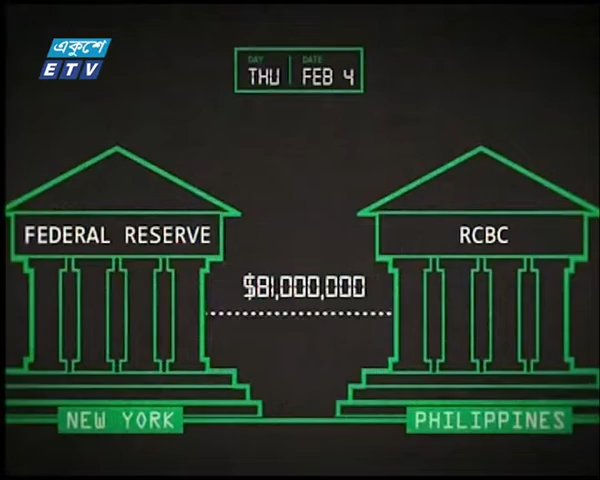 একুশে
ETV
DAY DATE
THU FEB 4
FEDERAL RESERVE
RCBC
$81,000,000
NEW YORK
PHILIPPINES